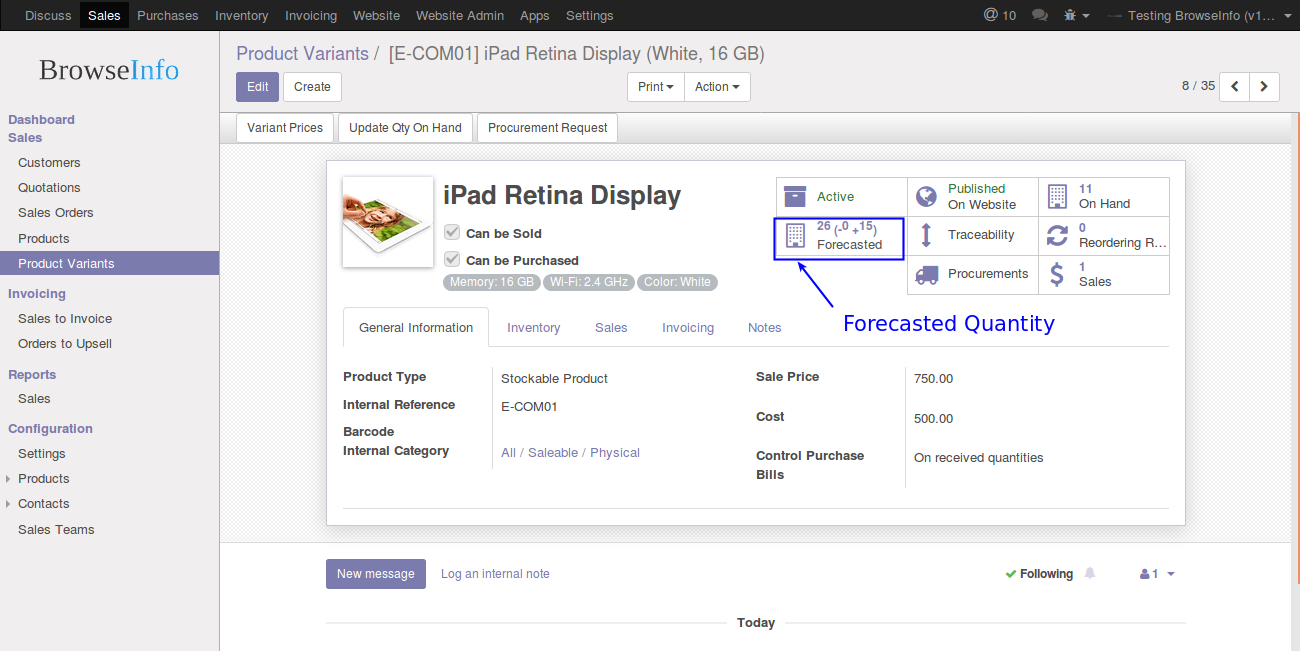 Discuss Sales Purchases Inventory Invoicing Website Website Admin Apps Settings @ 10 Testing BrowseInfo (v1...
BrowseInfo
Product Variants / [E-COM01] iPad Retina Display (White, 16 GB)
Edit Create Print Action 8 / 35
Variant Prices Update Qty On Hand Procurement Request
Dashboard
Sales
Customers
Quotations
Sales Orders
Products
Product Variants
Invoicing
Sales to Invoice
Orders to Upsell
Reports
Sales
Configuration
Settings
Products
Contacts
Sales Teams
iPad Retina Display
Can be Sold
Can be Purchased
Memory: 16 GB Wi-Fi: 2.4 GHz Color: White
Active
Published
On Website
11
On Hand
26 (-0 +15)
Forecasted
Traceability
0
Reordering R...
Procurements
1
Sales
Forecasted Quantity
General Information Inventory Sales Invoicing Notes
Product Type Stockable Product
Internal Reference E-COM01
Barcode
Internal Category All / Saleable / Physical
Sale Price 750.00
Cost 500.00
Control Purchase
Bills
On received quantities
New message Log an internal note Following 1
Today